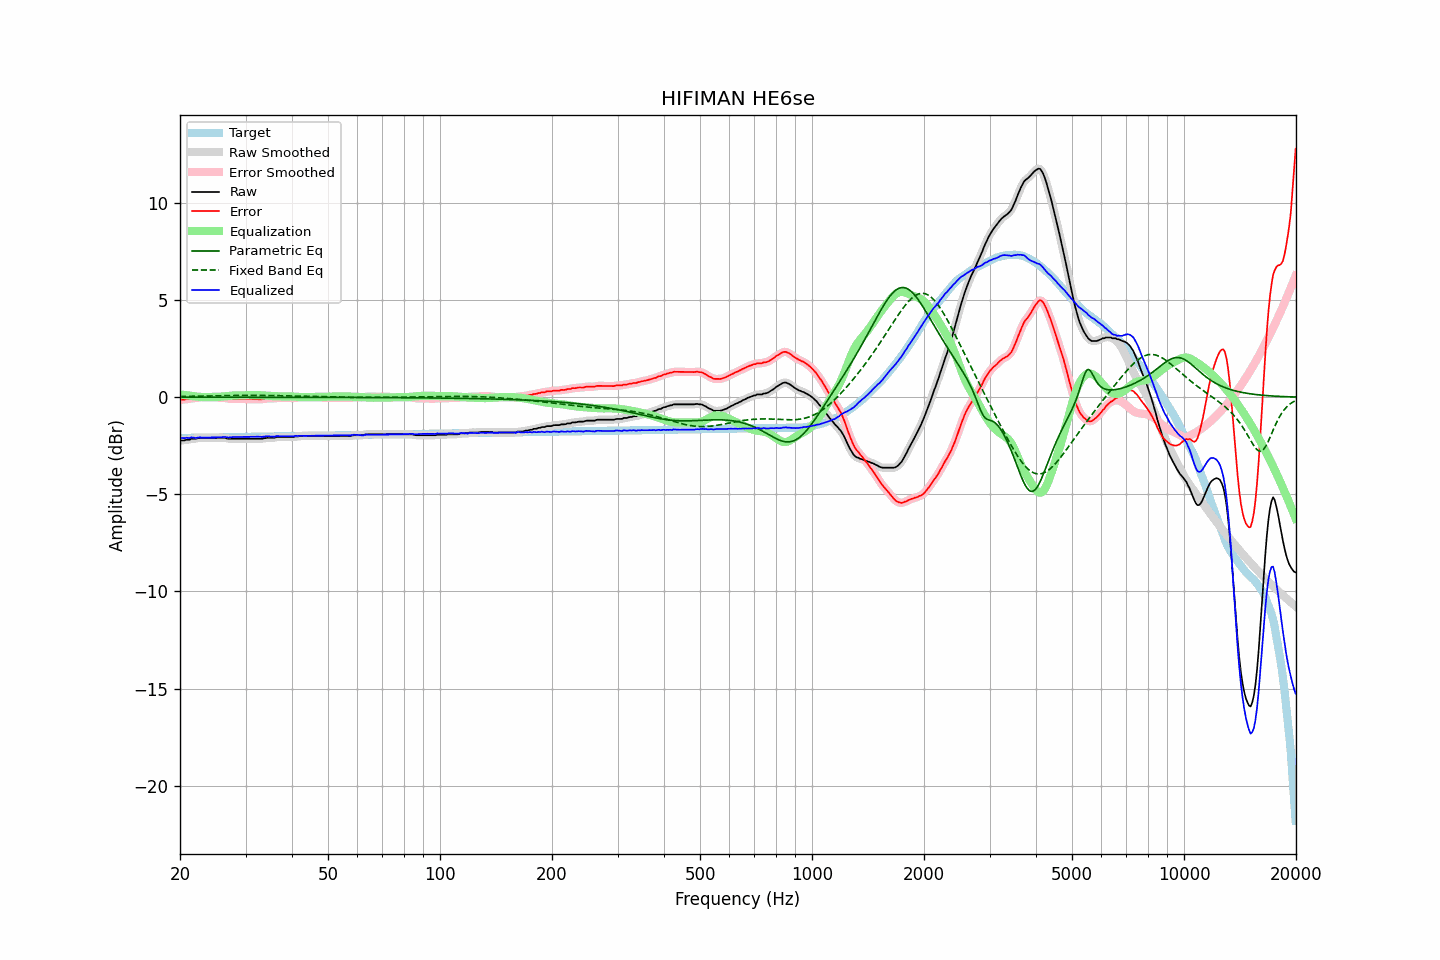 HIFIMAN HE6se
Target
Raw Smoothed
Error Smoothed
Raw
Error
Equalization
Parametric Eq
Fixed Band Eq
Equalized
10
5
0
−5
−10
−15
−20
Amplitude (dBr)
20 50 100 200 500 1000 2000 5000 10000 20000
Frequency (Hz)